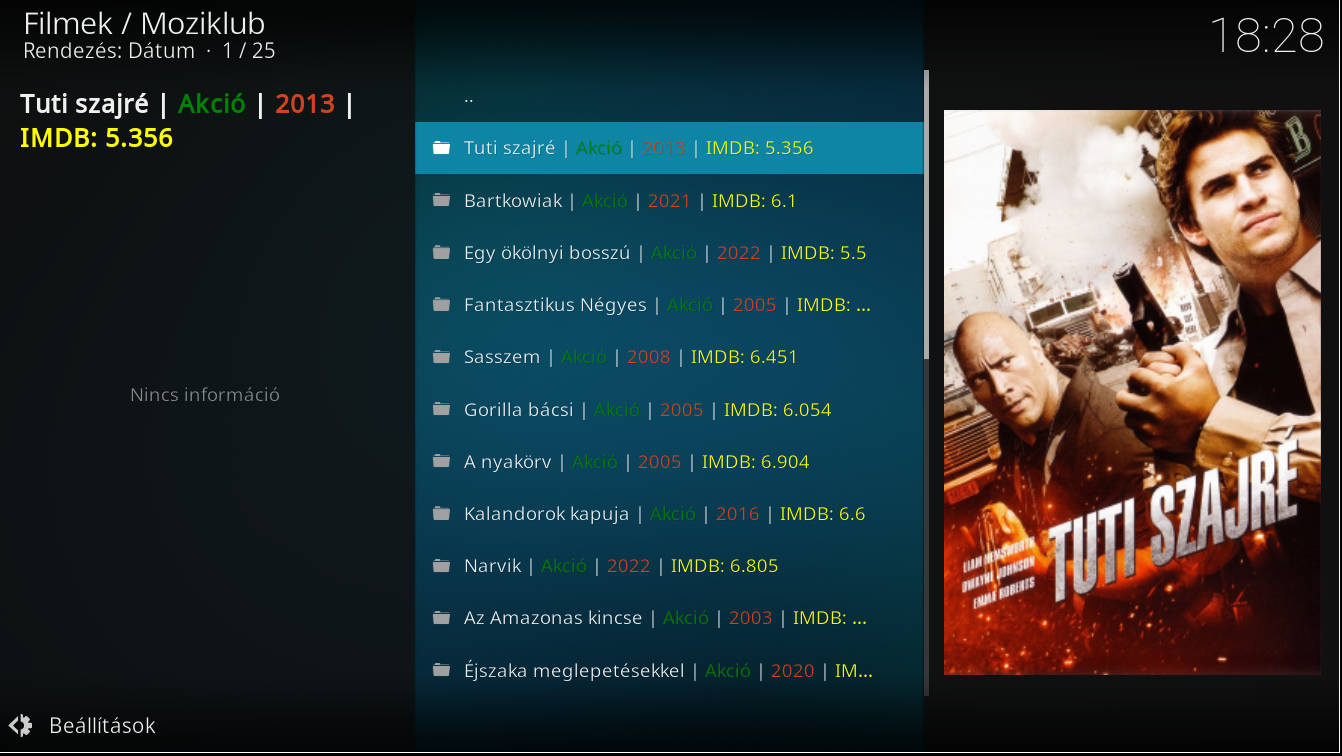 Filmek / Moziklub
Rendezés: Dátum · 1 / 25
18:28
Tuti szajré | Akció | 2013 |
IMDB: 5.356
Nincs információ
..
Tuti szajré | Akció | 2013 | IMDB: 5.356
Bartkowiak | Akció | 2021 | IMDB: 6.1
Egy ökölnyi bosszú | Akció | 2022 | IMDB: 5.5
Fantasztikus Négyes | Akció | 2005 | IMDB: ...
Sasszem | Akció | 2008 | IMDB: 6.451
Gorilla bácsi | Akció | 2005 | IMDB: 6.054
A nyakörv | Akció | 2005 | IMDB: 6.904
Kalandorok kapuja | Akció | 2016 | IMDB: 6.6
Narvik | Akció | 2022 | IMDB: 6.805
Az Amazonas kincse | Akció | 2003 | IMDB: ...
Éjszaka meglepetésekkel | Akció | 2020 | IM...
TUTI SZAJRÉ
LIAM HEMSWORTH
DWAYNE JOHNSON
EMMA ROBERTS
Beállítások